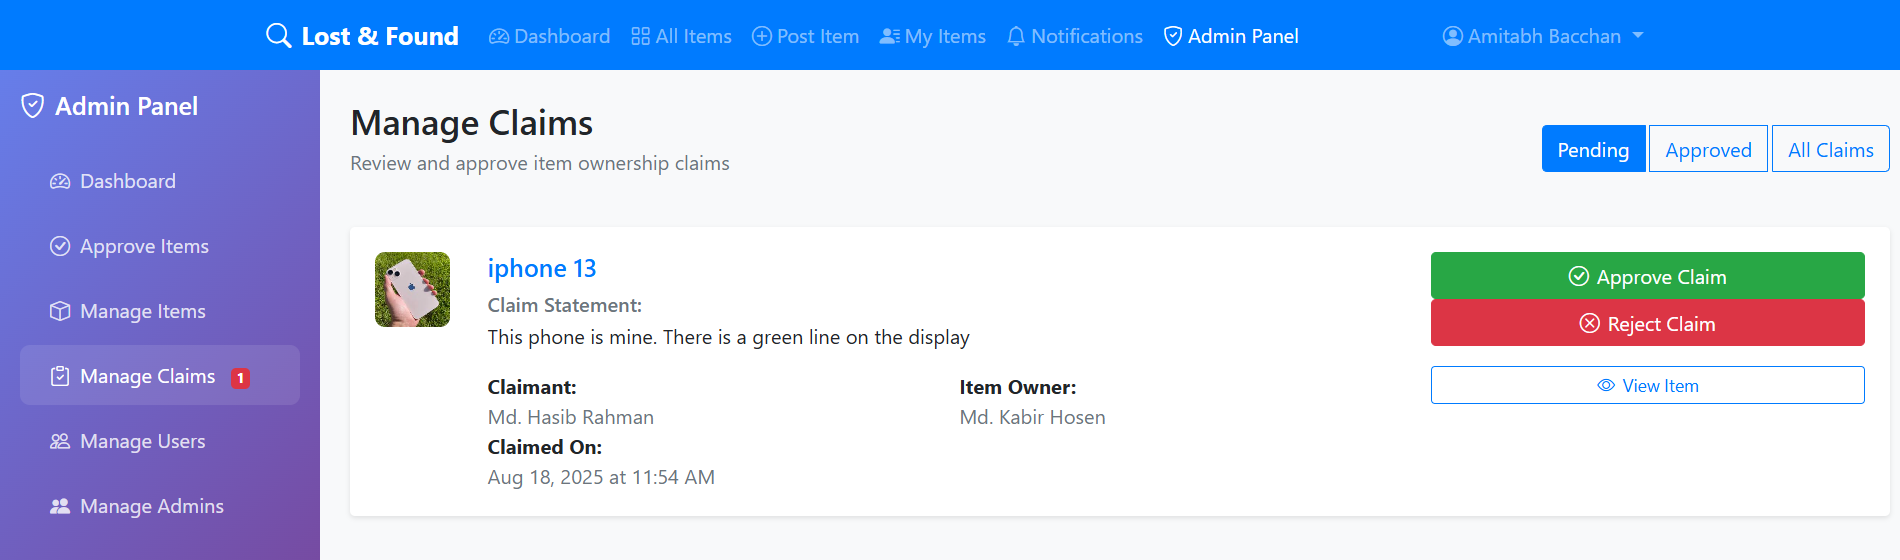 Lost & Found
Dashboard
All Items
Post Item
My Items
Notifications
Admin Panel
Amitabh Bacchan
Admin Panel
Dashboard
Approve Items
Manage Items
Manage Claims 1
Manage Users
Manage Admins
Manage Claims
Review and approve item ownership claims
Pending
Approved
All Claims
iphone 13
Claim Statement:
This phone is mine. There is a green line on the display
Claimant:
Md. Hasib Rahman
Claimed On:
Aug 18, 2025 at 11:54 AM
Item Owner:
Md. Kabir Hosen
Approve Claim
Reject Claim
View Item